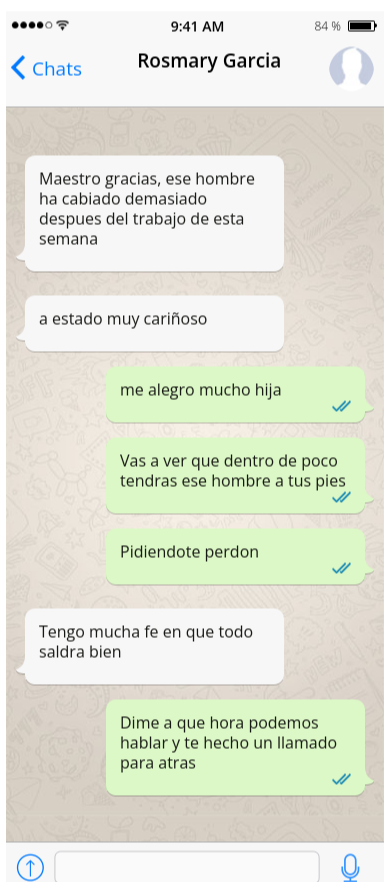 9:41 AM
84 %
Chats
Rosmary Garcia
Maestro gracias, ese hombre
ha cabiado demasiado
despues del trabajo de esta
semana
a estado muy cariñoso
me alegro mucho hija
Vas a ver que dentro de poco
tendras ese hombre a tus pies
Pidiendote perdon
Tengo mucha fe en que todo
saldra bien
Dime a que hora podemos
hablar y te hecho un llamado
para atras